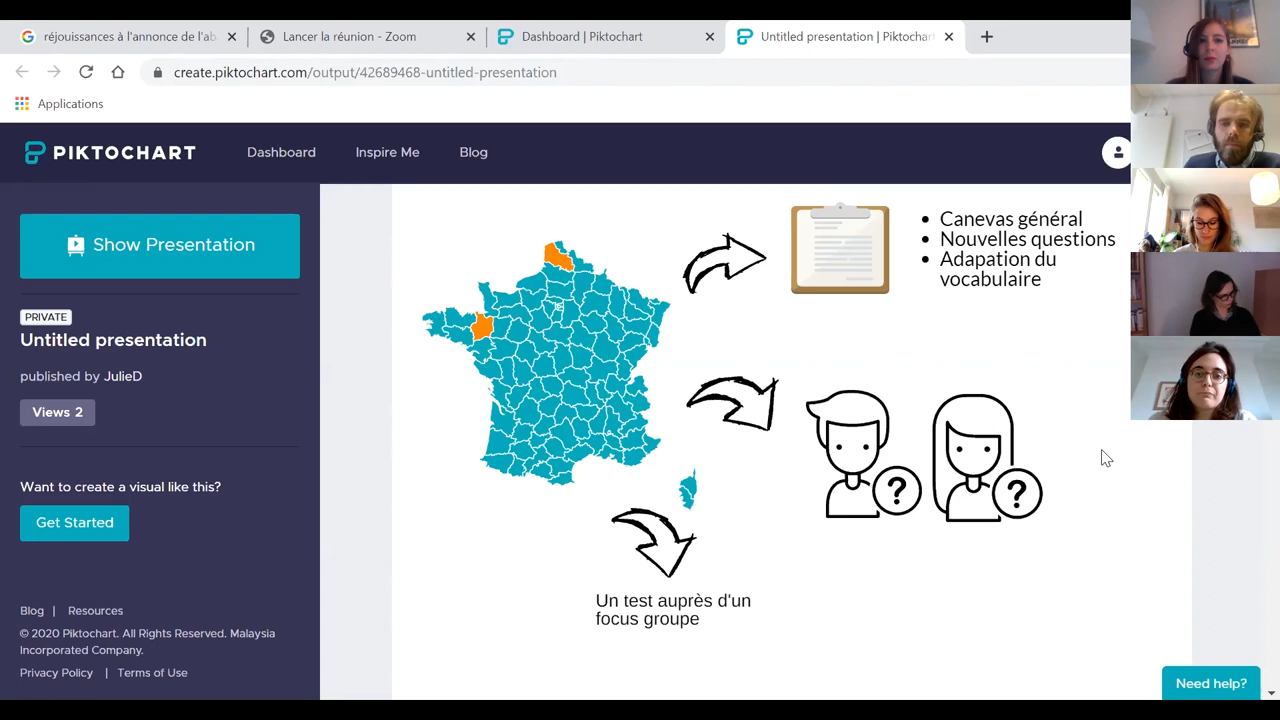 réjouissances à l'annonce de l'ab
Lancer la réunion - Zoom
Dashboard | Piktochart
Untitled presentation | Piktochart
create.piktochart.com/output/42689468-untitled-presentation
Applications
PIKTOCHART
Dashboard
Inspire Me
Blog
Show Presentation
PRIVATE
Untitled presentation
published by JulieD
Views 2
Want to create a visual like this?
Get Started
Blog | Resources
© 2020 Piktochart. All Rights Reserved. Malaysia
Incorporated Company.
Privacy Policy | Terms of Use
• Canevas général
• Nouvelles questions
• Adapation du
vocabulaire
?
?
Un test auprès d'un
focus groupe
Need help?